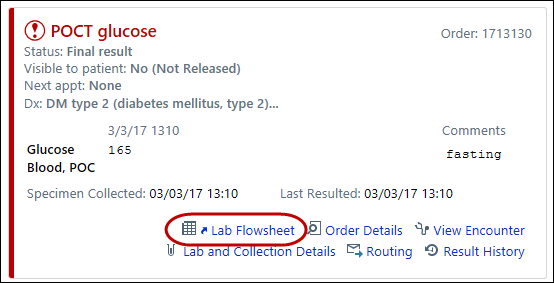 POCT glucose
Order: 1713130
Status: Final result
Visible to patient: No (Not Released)
Next appt: None
Dx: DM type 2 (diabetes mellitus, type 2)...
3/3/17 1310 Comments
Glucose 165
Blood, POC fasting
Specimen Collected: 03/03/17 13:10 Last Resulted: 03/03/17 13:10
Lab Flowsheet Order Details View Encounter
Lab and Collection Details Routing Result History